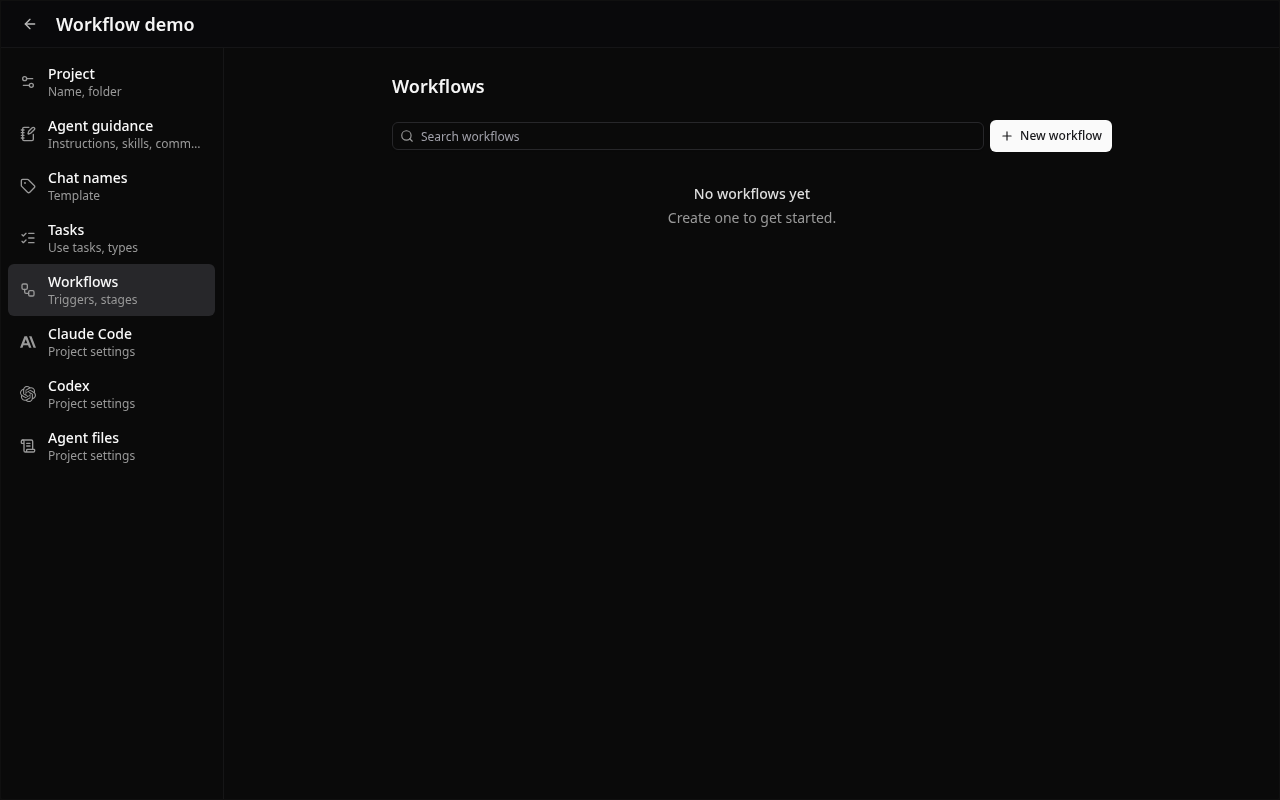 Workflow demo
Project
Name, folder
Agent guidance
Instructions, skills, comm...
Chat names
Template
Tasks
Use tasks, types
Workflows
Triggers, stages
Claude Code
Project settings
Codex
Project settings
Agent files
Project settings
Workflows
Search workflows
New workflow
No workflows yet
Create one to get started.